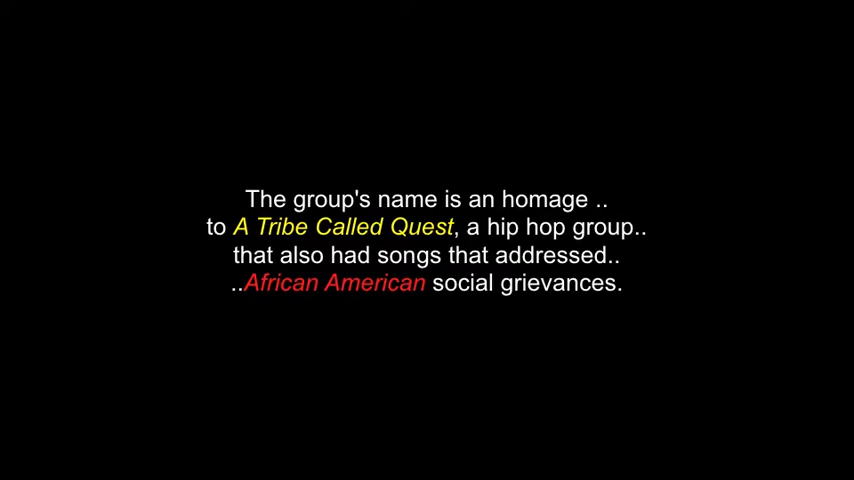 The group's name is an homage ..
to A Tribe Called Quest, a hip hop group..
that also had songs that addressed..
..African American social grievances.